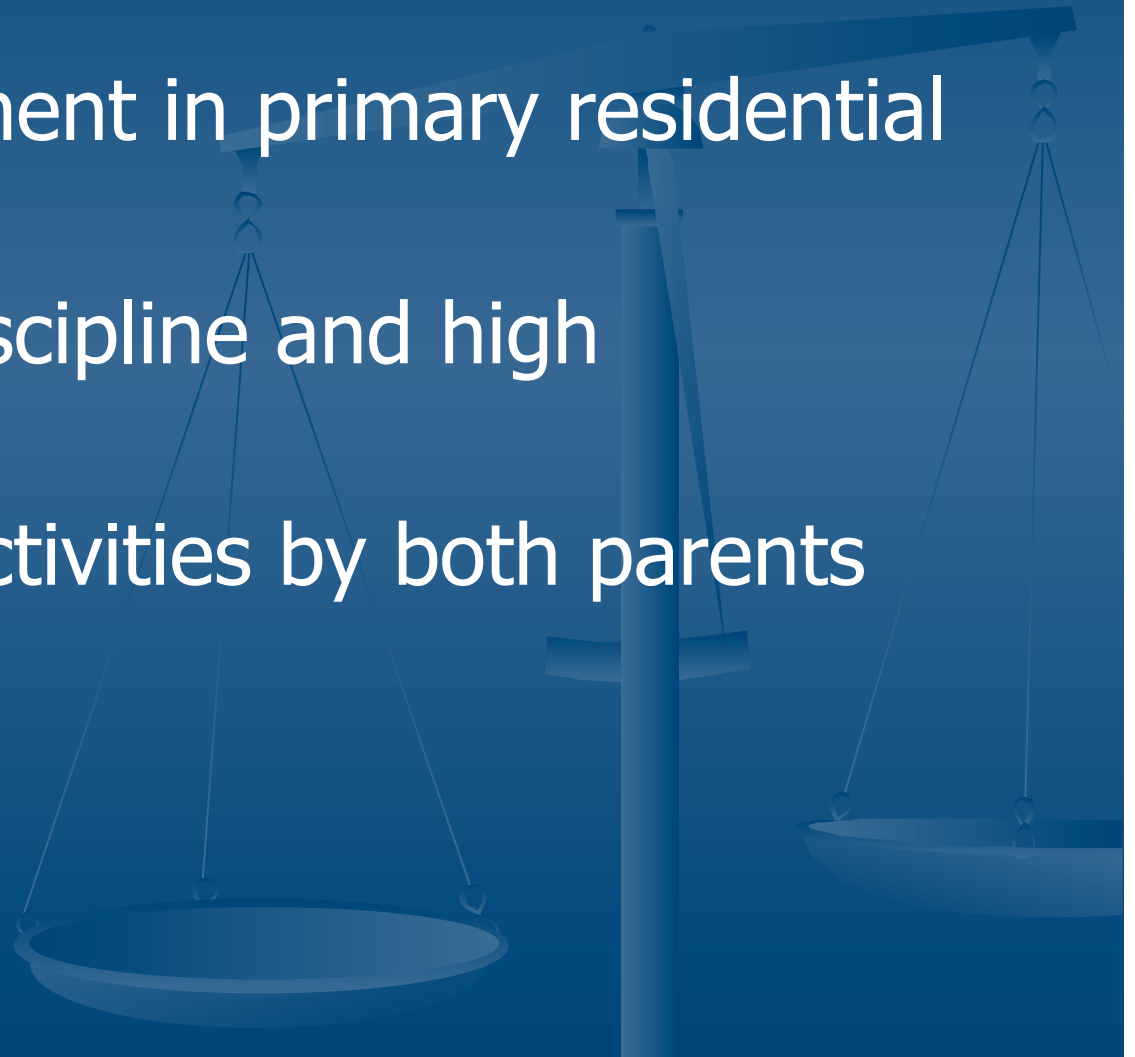 ent in primary residential
scipline and high
ctivities by both parents